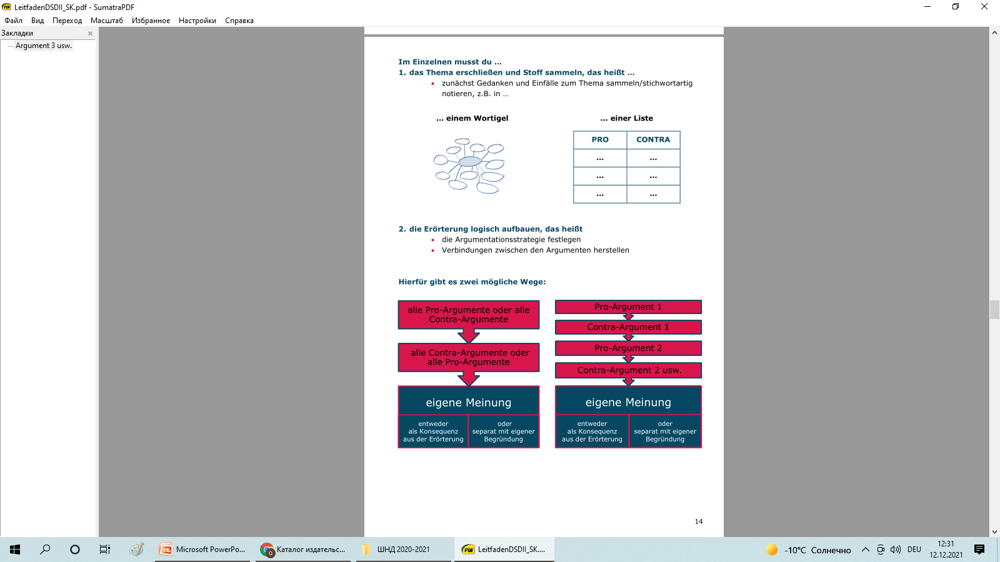 LeitfadenDSDII_SK.pdf - SumatraPDF
Файл Вид Переход Масштаб Избранное Настройки Справка
Закладки
Argument 3 usw.
Im Einzelnen musst du ...
1. das Thema erschließen und Stoff sammeln, das heißt ...
• zunächst Gedanken und Einfälle zum Thema sammeln/stichwortartig
notieren, z.B. in …
... einem Wortigel
... einer Liste
PRO CONTRA
... ...
... ...
... ...
2. die Erörterung logisch aufbauen, das heißt
• die Argumentationsstrategie festlegen
• Verbindungen zwischen den Argumenten herstellen
Hierfür gibt es zwei mögliche Wege:
alle Pro-Argumente oder alle
Contra-Argumente
alle Contra-Argumente oder
alle Pro-Argumente
eigene Meinung
entweder
als Konsequenz
aus der Erörterung
oder
separat mit eigener
Begründung
Pro-Argument 1
Contra-Argument 1
Pro-Argument 2
Contra-Argument 2 usw.
eigene Meinung
entweder
als Konsequenz
aus der Erörterung
oder
separat mit eigener
Begründung
14
Microsoft PowerPo...
Каталог издательс...
ШНД 2020-2021
PDF LeitfadenDSDII_SK....
-10°C Солнечно
DEU
12:31
12.12.2021